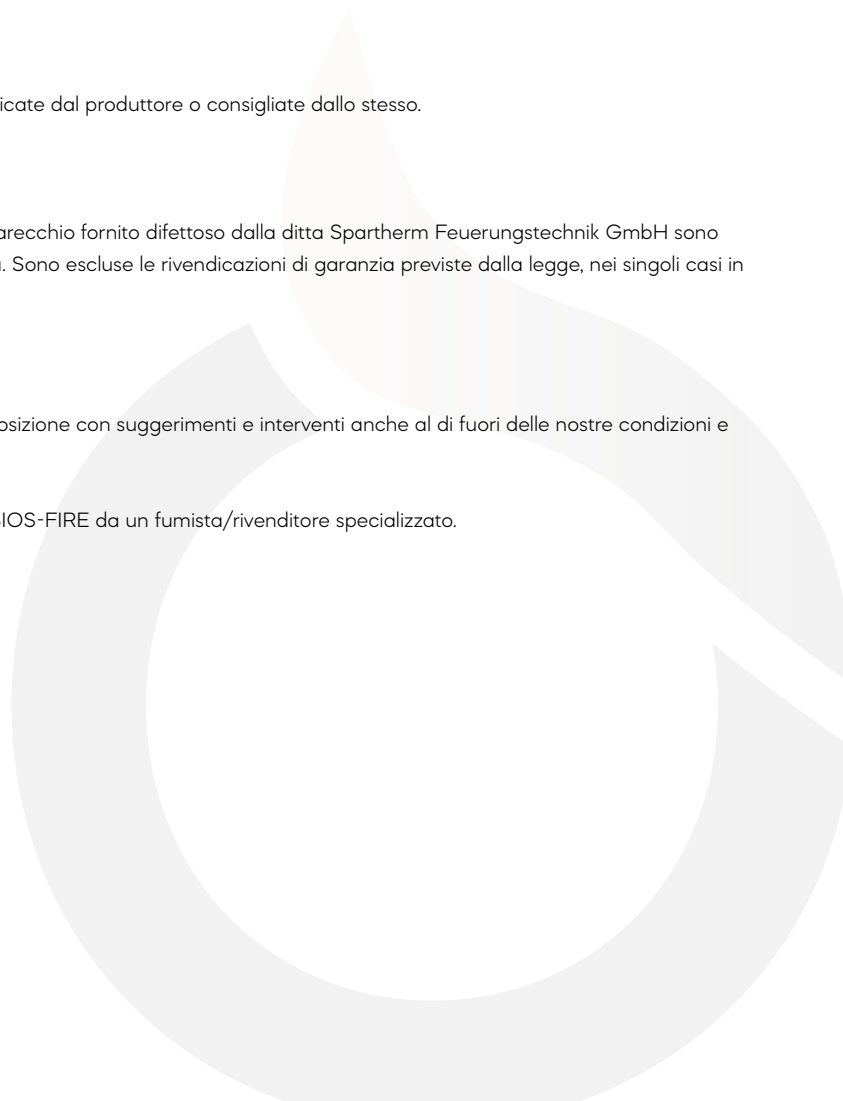 icate dal produttore o consigliate dallo stesso.
arecchio fornito difettoso dalla ditta Spartherm Feuerungstechnik GmbH sono
. Sono escluse le rivendicazioni di garanzia previste dalla legge, nei singoli casi in
osizione con suggerimenti e interventi anche al di fuori delle nostre condizioni e
IOS-FIRE da un fumista/rivenditore specializzato.